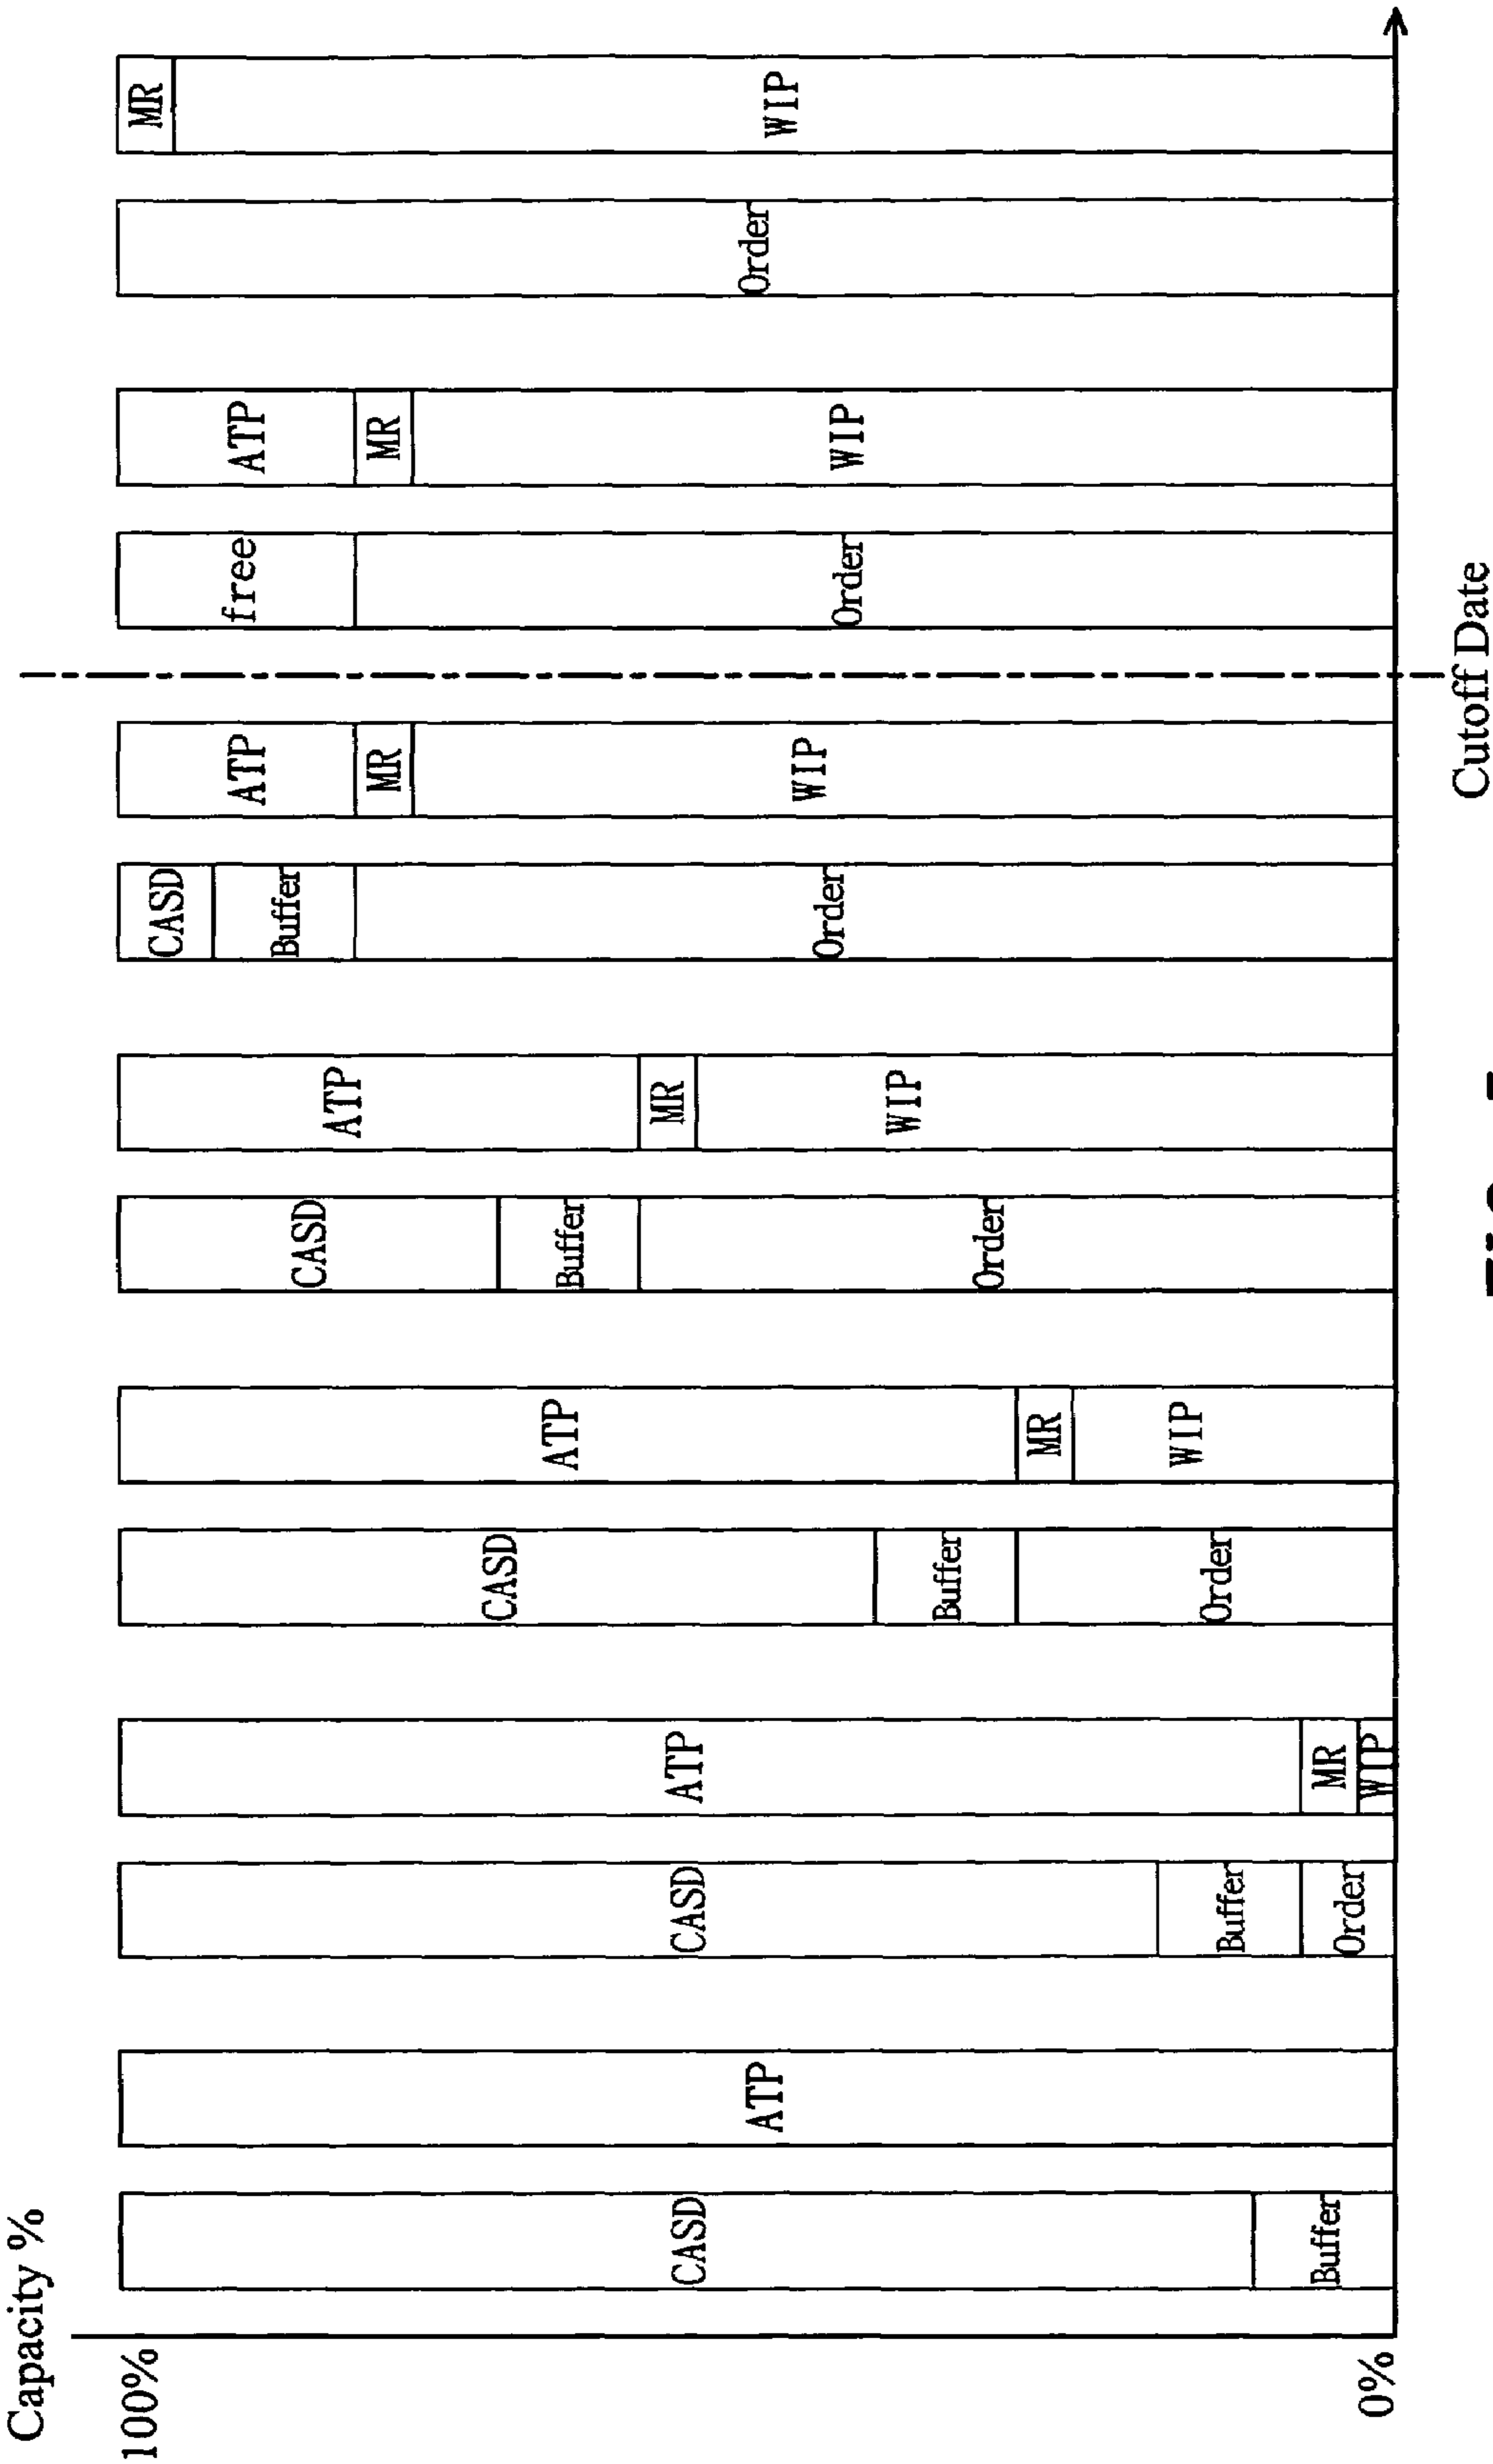 Capacity %
100%
0%
CASD
Buffer
ATP
CASD
Buffer
Order
ATP
MR
WIP
CASD
Buffer
Order
ATP
MR
WIP
CASD
Buffer
Order
ATP
MR
WIP
CASD
Buffer
Order
ATP
MR
WIP
free
Order
ATP
MR
WIP
Order
MR
WIP
Cutoff Date